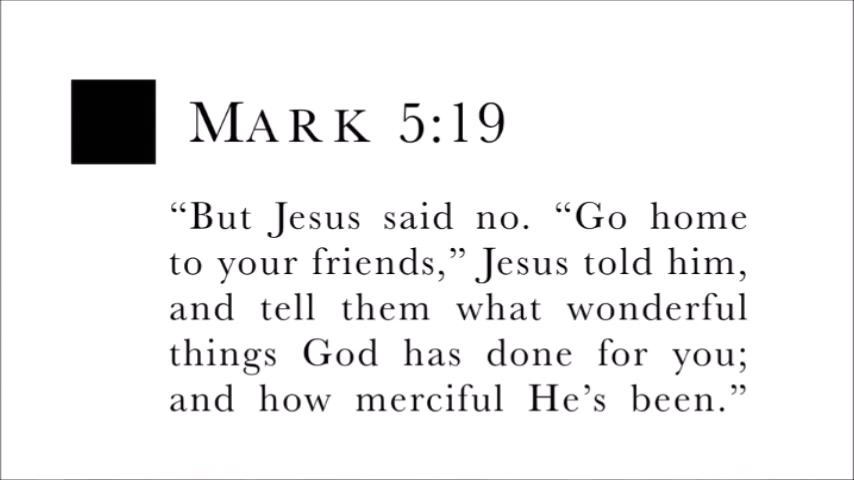 MARK 5:19
“But Jesus said no. “Go home
to your friends,” Jesus told him,
and tell them what wonderful
things God has done for you;
and how merciful He’s been.”